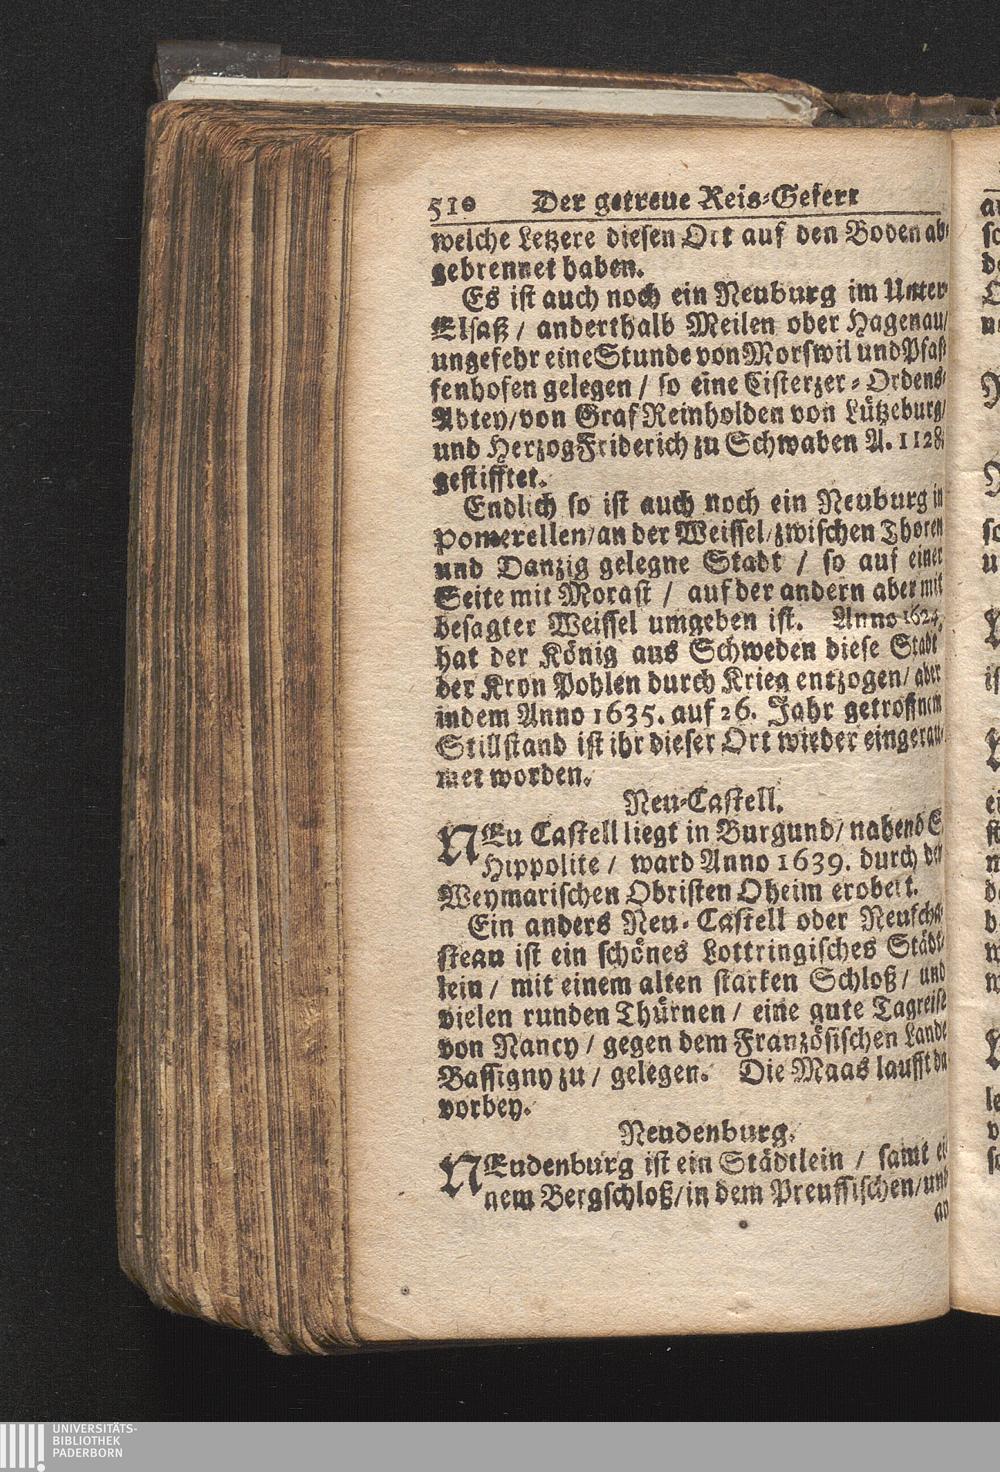 510 Der getreue Reis-Gefert
welche Letzere diesen Ort auf den Boden ab-
gebrennet haben.
Es ist auch noch ein Neuburg im Unter-
Elsaß / anderthalb Meilen ober Hagenau/
ungefehr eine Stunde von Morswil und Pfaf-
fenhofen gelegen / so eine Cisterzer-Ordens-
Abtey/von Graf Reinholden von Lützeburg/
und Herzog Friderich zu Schwaben A. 1128.
gestifftet.
Endlich so ist auch noch ein Neuburg in
Pomerellen/an der Weissel/zwischen Thoren
und Danzig gelegne Stadt / so auf einer
Seite mit Morast / auf der andern aber mit
besagter Weissel umgeben ist. Anno 1624.
hat der König aus Schweden diese Stadt
der Kron Pohlen durch Krieg entzogen/ aber
indem Anno 1635. auf 26. Jahr getroffnem
Stillstand ist ihr dieser Ort wieder eingerau-
met worden.
Neu-Castell.
NEu Castell liegt in Burgund/ nahend S.
Hippolite / ward Anno 1639. durch den
Weymarischen Obristen Oheim erobert.
Ein anders Neu-Castell oder Neufcha-
steau ist ein schönes Lottringisches Städt-
lein / mit einem alten starken Schloß / und
vielen runden Thürnen / eine gute Tagreise
von Nancy / gegen dem Französischen Lande
Bassigny zu / gelegen. Die Maas laufft da
vorbey.
Neudenburg.
NEudenburg ist ein Städtlein / samt ei-
nem Bergschloß/in dem Preussischen/und
an
UNIVERSITÄTS-
BIBLIOTHEK
PADERBORN